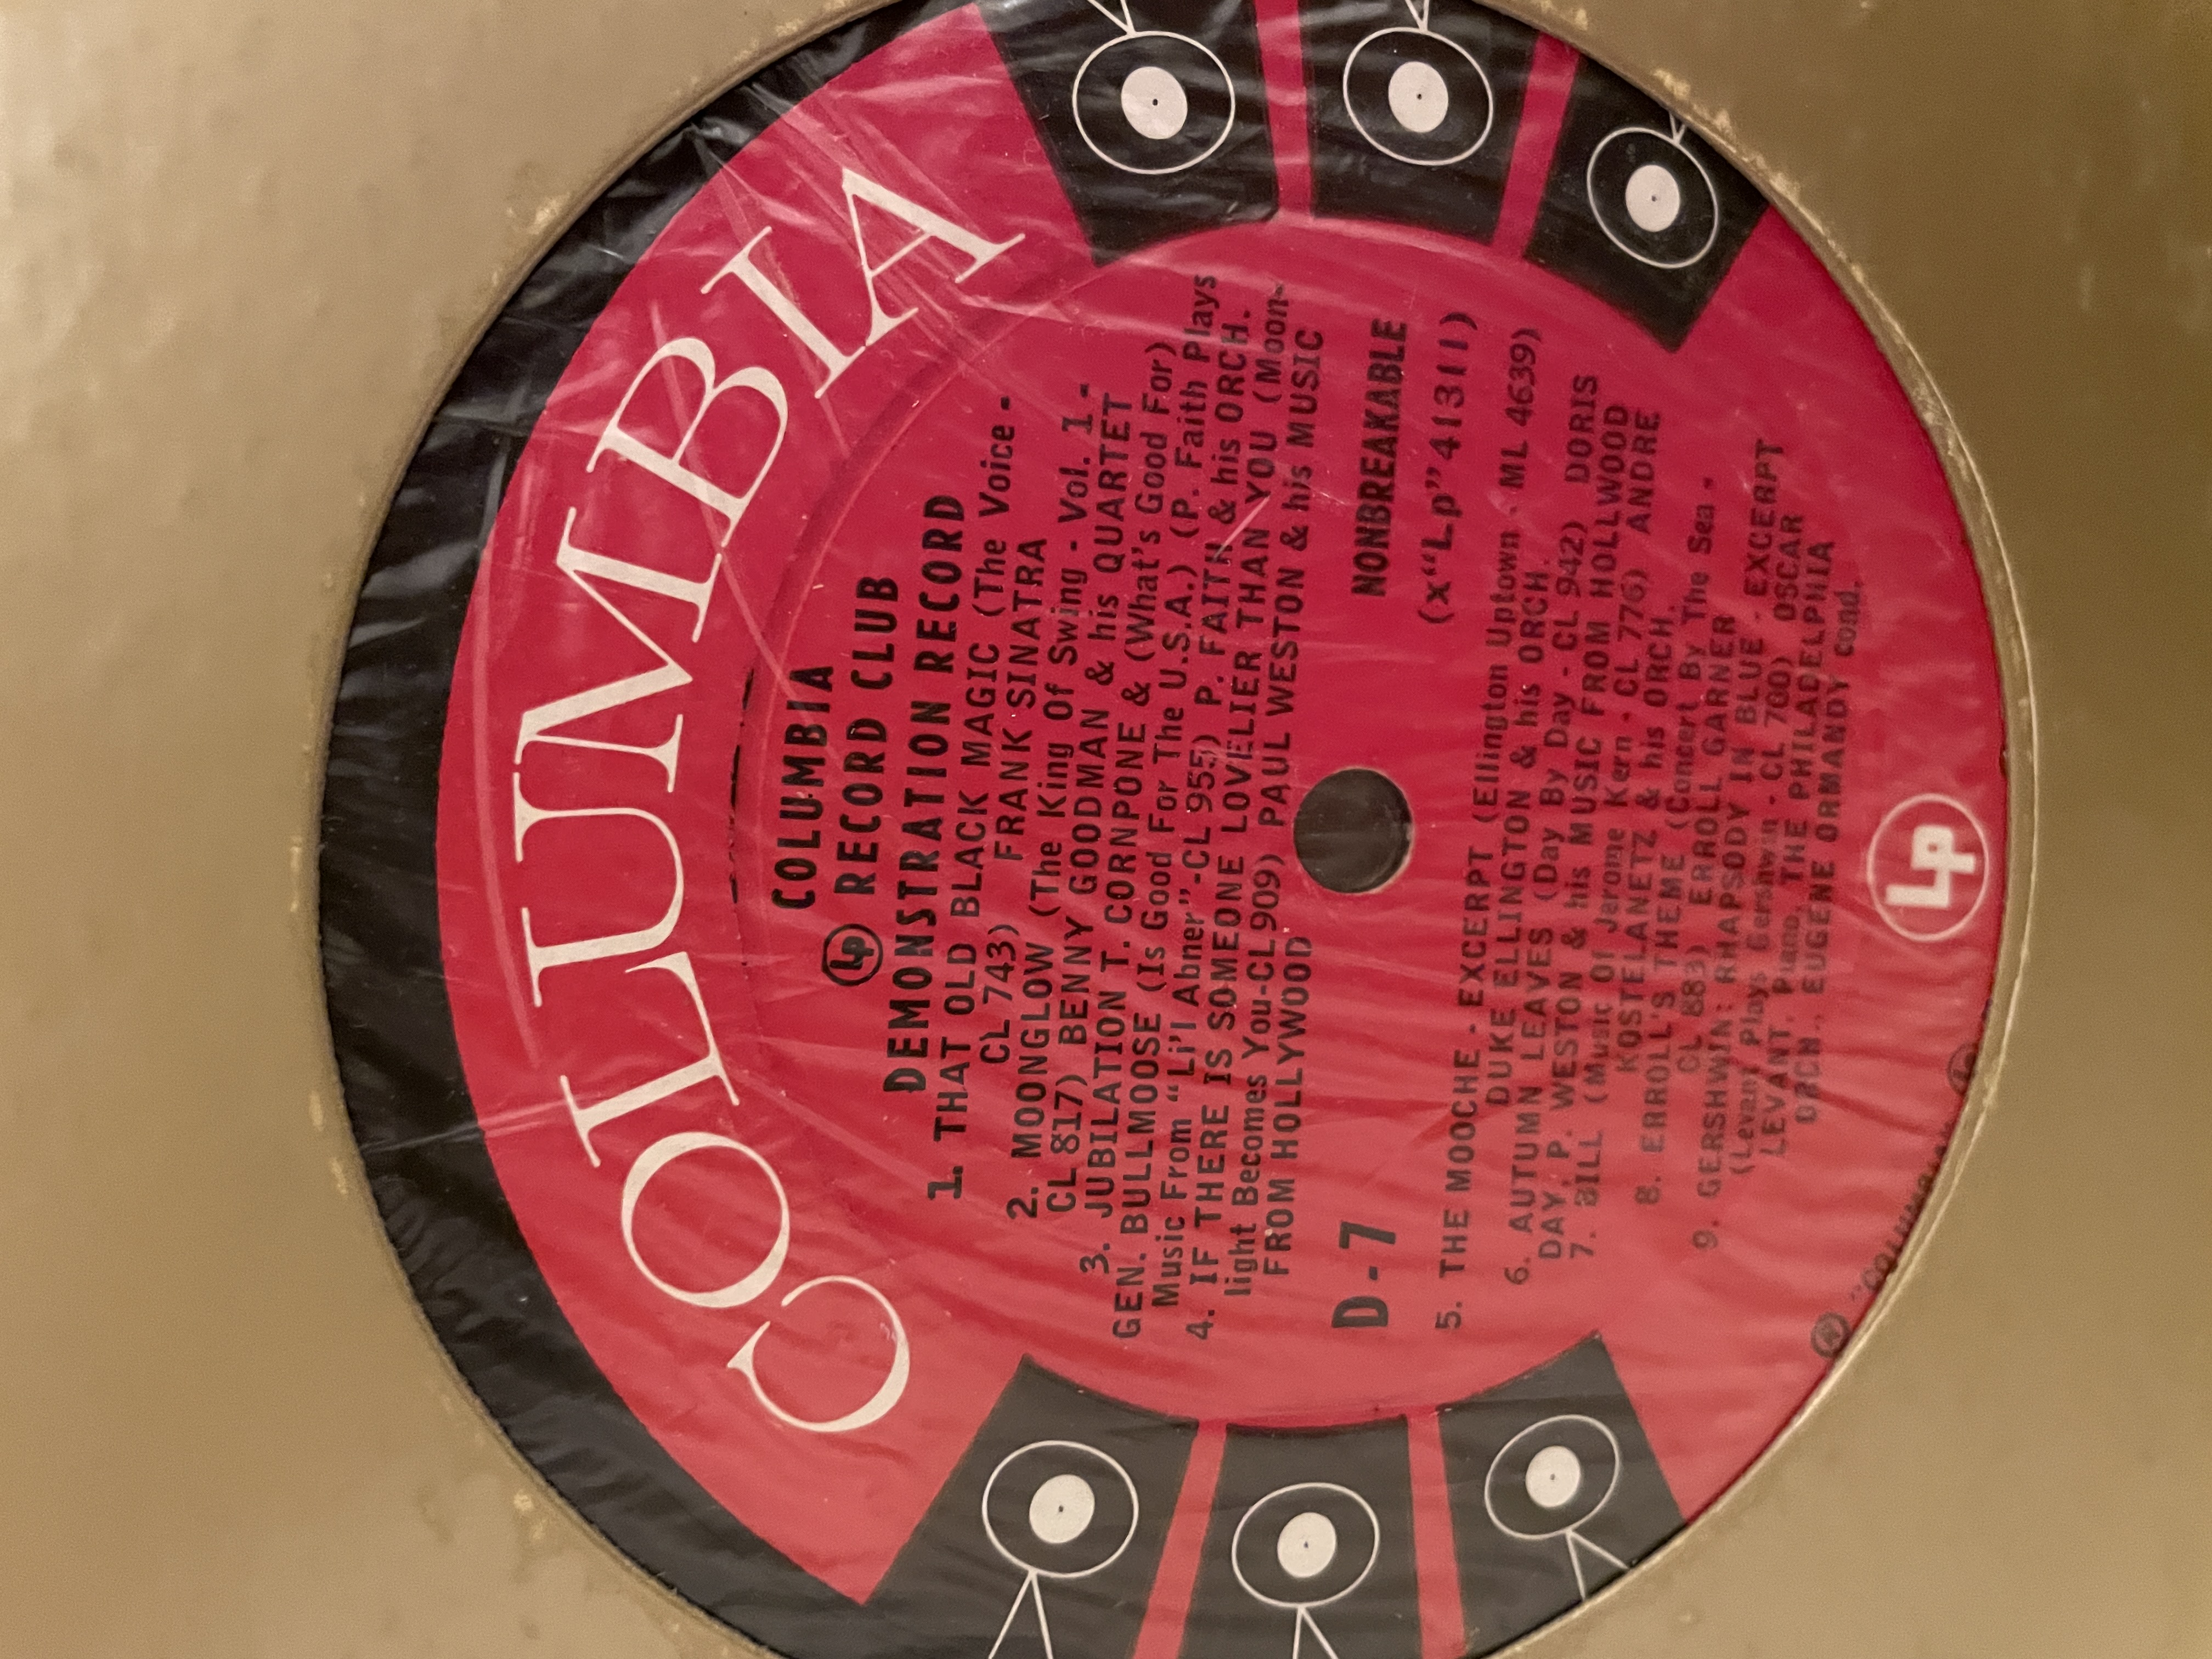 COLUMBIA
COLUMBIA
Lp RECORD CLUB
DEMONSTRATION RECORD
1. THAT OLD BLACK MAGIC (The Voice -
CL 743) FRANK SINATRA
2. MOONGLOW (The King Of Swing - Vol. 1 -
CL 817) BENNY GOODMAN & his QUARTET
3. JUBILATION T. CORNPONE & (What's Good For)
GEN. BULLMOOSE (Is Good For The U.S.A.) (P. Faith Plays
Music From "Li'l Abner"-CL 955) P. FAITH & his ORCH.
4. IF THERE IS SOMEONE LOVELIER THAN YOU (Moon-
light Becomes You-CL 909) PAUL WESTON & his MUSIC
FROM HOLLYWOOD
D-7
NONBREAKABLE
(x"Lp"41311)
5. THE MOOCHE - EXCERPT (Ellington Uptown - ML 4639)
DUKE ELLINGTON & his ORCH.
6. AUTUMN LEAVES (Day By Day - CL 942) DORIS
DAY, P. WESTON & his MUSIC FROM HOLLWOOD
7. BILL (Music Of Jerome Kern - CL 776) ANDRE
KOSTELANETZ & his ORCH.
8. ERROLL'S THEME (Concert By The Sea -
CL 883) ERROLL GARNER
9. GERSHWIN: RHAPSODY IN BLUE - EXCERPT
(Levant Plays Gershwin - CL 700) OSCAR
LEVANT, Piano, THE PHILADELPHIA
ORCH., EUGENE ORMANDY cond.
Lp